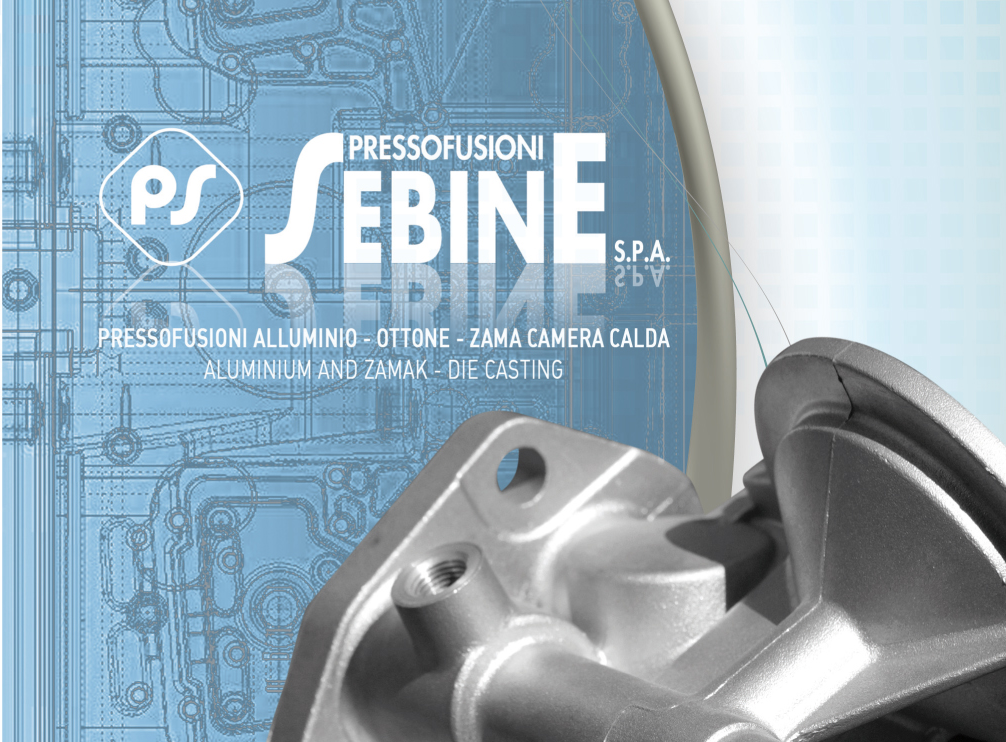 PS
PRESSOFUSIONI
SEBINE S.P.A.
PRESSOFUSIONI ALLUMINIO - OTTONE - ZAMA CAMERA CALDA
ALUMINIUM AND ZAMAK - DIE CASTING